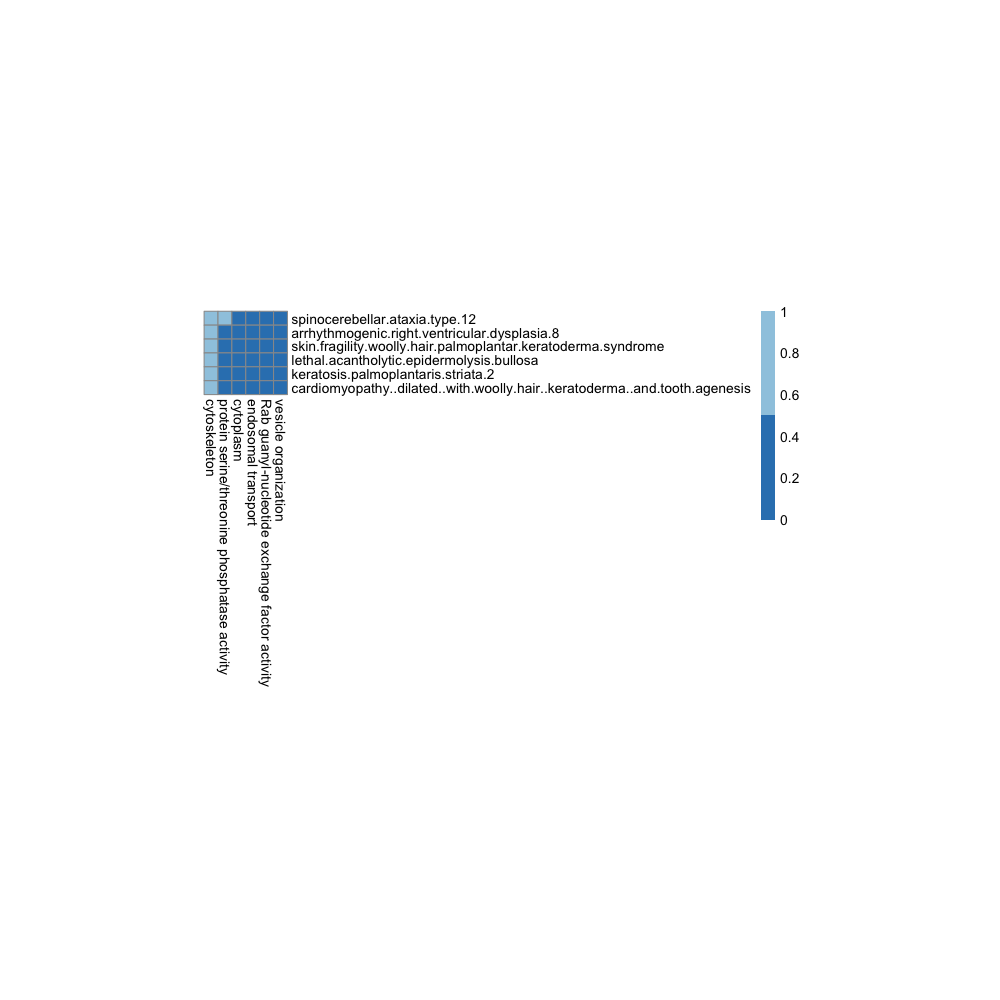 spinocerebellar.ataxia.type.12
arrhythmogenic.right.ventricular.dysplasia.8
skin.fragility.woolly.hair.palmoplantar.keratoderma.syndrome
lethal.acantholytic.epidermolysis.bullosa
keratosis.palmoplantaris.striata.2
cardiomyopathy..dilated..with.woolly.hair..keratoderma..and.tooth.agenesis
cytoskeleton
protein serine/threonine phosphatase activity
cytoplasm
endosomal transport
Rab guanyl-nucleotide exchange factor activity
vesicle organization
1
0.8
0.6
0.4
0.2
0